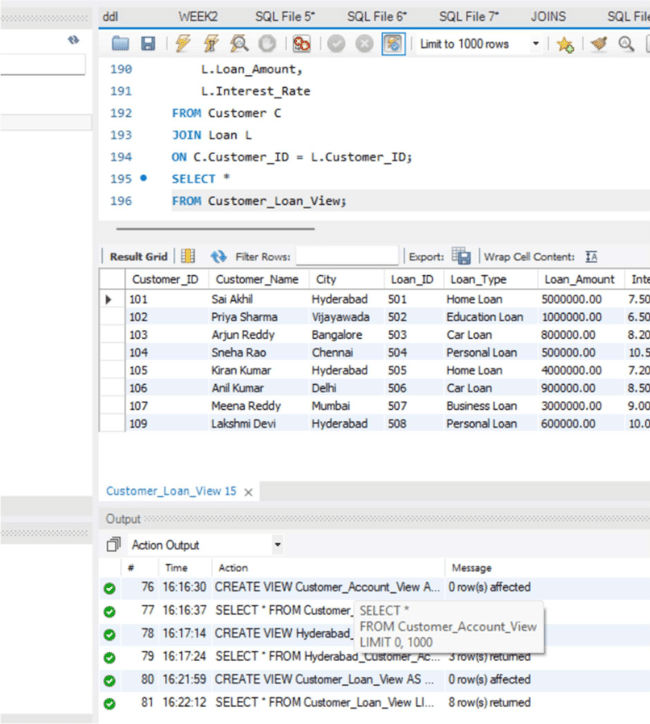 ddl WEEK2 SQL File 5* SQL File 6* SQL File 7* JOINS SQL File
Limit to 1000 rows
190 L.Loan_Amount,
191 L.Interest_Rate
192 FROM Customer C
193 JOIN Loan L
194 ON C.Customer_ID = L.Customer_ID;
195 SELECT *
196 FROM Customer_Loan_View;
Result Grid Filter Rows: Export: Wrap Cell Content:
Customer_ID Customer_Name City Loan_ID Loan_Type Loan_Amount Inte
101 Sai Akhil Hyderabad 501 Home Loan 5000000.00 7.50
102 Priya Sharma Vijayawada 502 Education Loan 1000000.00 6.50
103 Arjun Reddy Bangalore 503 Car Loan 800000.00 8.20
104 Sneha Rao Chennai 504 Personal Loan 500000.00 10.5
105 Kiran Kumar Hyderabad 505 Home Loan 4000000.00 7.20
106 Anil Kumar Delhi 506 Car Loan 900000.00 8.50
107 Meena Reddy Mumbai 507 Business Loan 3000000.00 9.00
109 Lakshmi Devi Hyderabad 508 Personal Loan 600000.00 10.0
Customer_Loan_View 15
Output
Action Output
# Time Action Message
76 16:16:30 CREATE VIEW Customer_Account_View A... 0 row(s) affected
77 16:16:37 SELECT * FROM Customer_
SELECT *
FROM Customer_Account_View
LIMIT 0, 1000
78 16:17:14 CREATE VIEW Hyderabad_
79 16:17:24 SELECT * FROM Hyderabad_Customer_Ac... 3 row(s) returned
80 16:21:59 CREATE VIEW Customer_Loan_View AS ... 0 row(s) affected
81 16:22:12 SELECT * FROM Customer_Loan_View LI... 8 row(s) returned